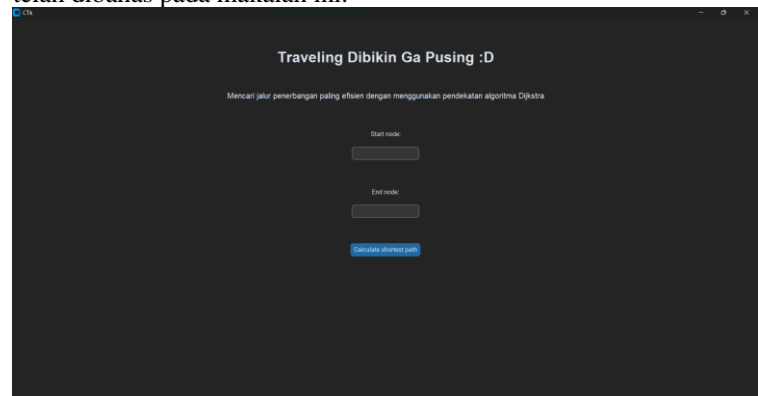 telah dibahas pada makalah ini.
CTk
Traveling Dibikin Ga Pusing :D
Mencari jalur penerbangan paling efisien dengan menggunakan pendekatan algoritma Dijkstra
Start node:
End node:
Calculate shortest path